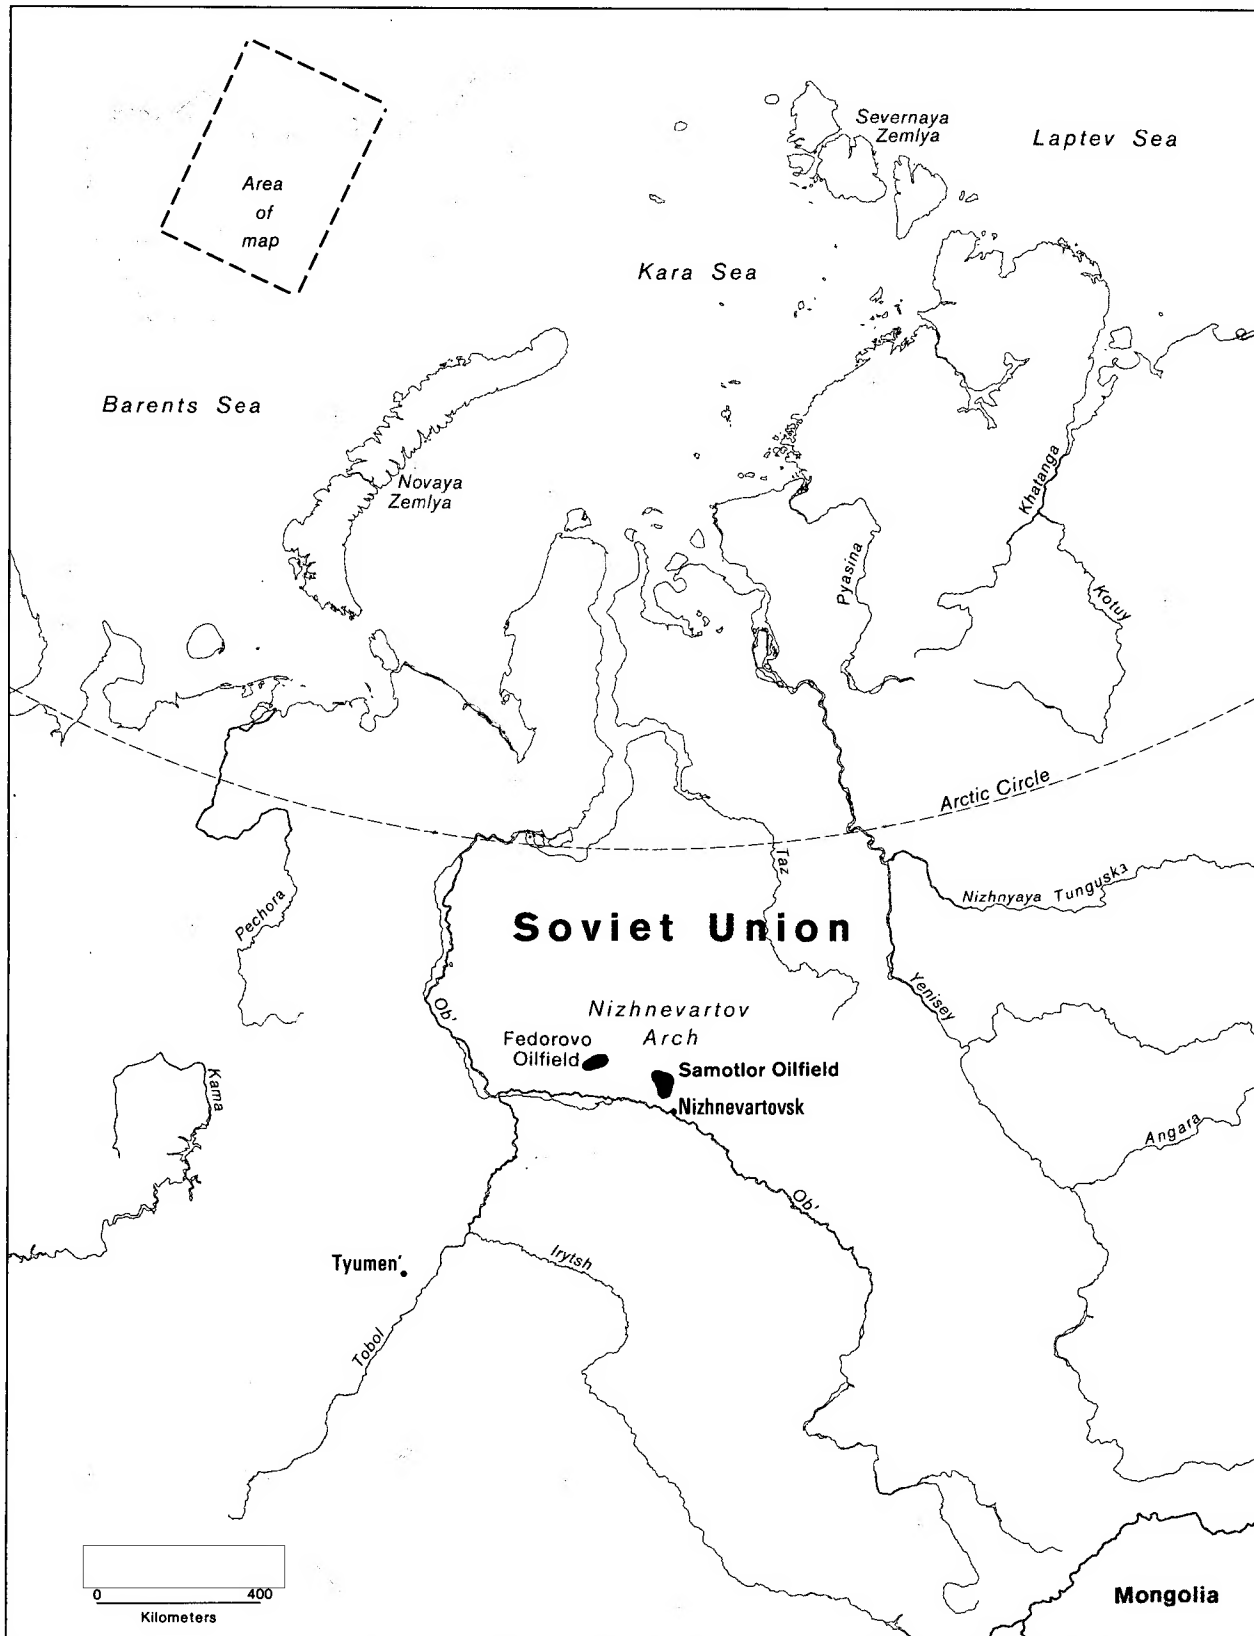 Severnaya
Zemlya
Laptev Sea
Area
of
map
Kara Sea
Barents Sea
Novaya
Zemlya
Khatanga
Pyasina
Kotuy
Arctic Circle
Taz
Nizhnyaya Tunguska
Pechora
Soviet Union
Yenisey
Ob'
Nizhnevartov
Arch
Fedorovo
Oilfield
Samotlor Oilfield
Kama
Nizhnevartovsk
Angara
Ob'
Irytsh
Tyumen'
Tobol
0 400
Kilometers
Mongolia